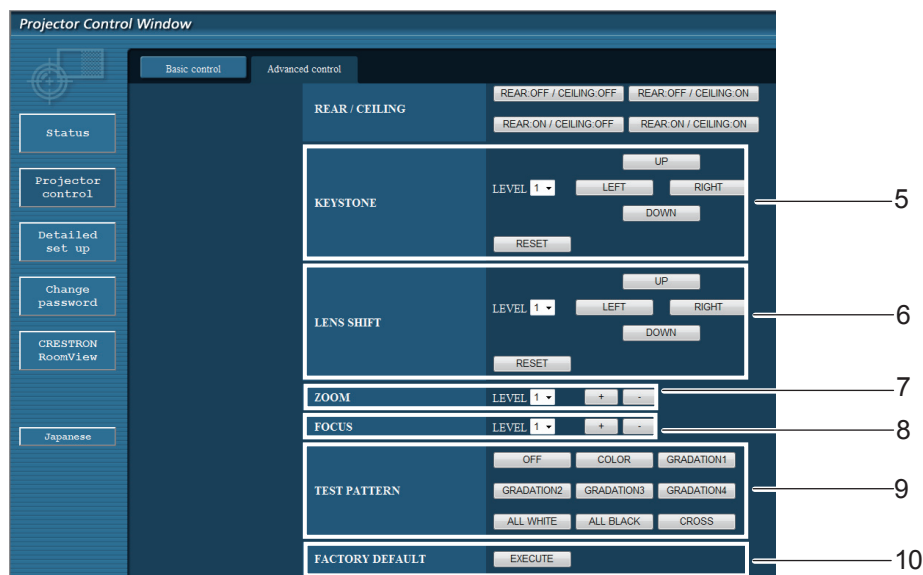 Projector Control Window
Basic control Advanced control
REAR / CEILING
REAR:OFF / CEILING:OFF REAR:OFF / CEILING:ON
REAR:ON / CEILING:OFF REAR:ON / CEILING:ON
Status
Projector
control
Detailed
set up
Change
password
CRESTRON
RoomView
Japanese
KEYSTONE
LEVEL 1
UP
LEFT RIGHT
DOWN
RESET
5
LENS SHIFT
LEVEL 1
UP
LEFT RIGHT
DOWN
RESET
6
ZOOM LEVEL 1 + -
7
FOCUS LEVEL 1 + -
8
TEST PATTERN
OFF COLOR GRADATION1
GRADATION2 GRADATION3 GRADATION4
ALL WHITE ALL BLACK CROSS
9
FACTORY DEFAULT EXECUTE
10